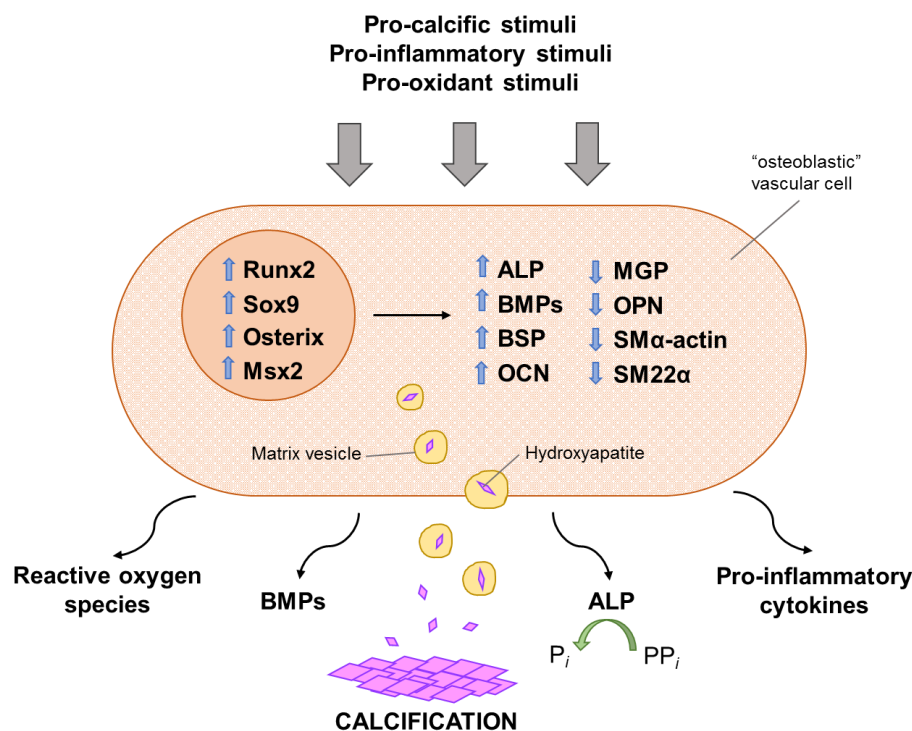 Pro-calcific stimuli
Pro-inflammatory stimuli
Pro-oxidant stimuli
“osteoblastic”
vascular cell
Runx2
Sox9
Osterix
Msx2
ALP
BMPs
BSP
OCN
MGP
OPN
SMα-actin
SM22α
Matrix vesicle
Hydroxyapatite
Reactive oxygen
species
BMPs
ALP
Pi
PPi
Pro-inflammatory
cytokines
CALCIFICATION